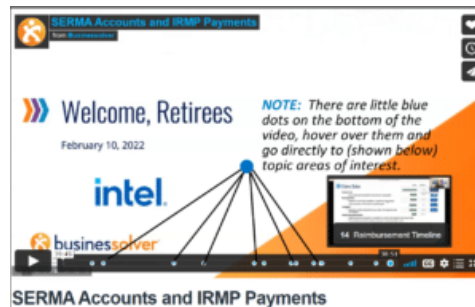 SERMA Accounts and IRMP Payments
from Businessolver
Welcome, Retirees
February 10, 2022
NOTE: There are little blue
dots on the bottom of the
video, hover over them and
go directly to (shown below)
topic areas of interest.
intel.
businessolver
14 Reimbursement Timeline
CC
SERMA Accounts and IRMP Payments